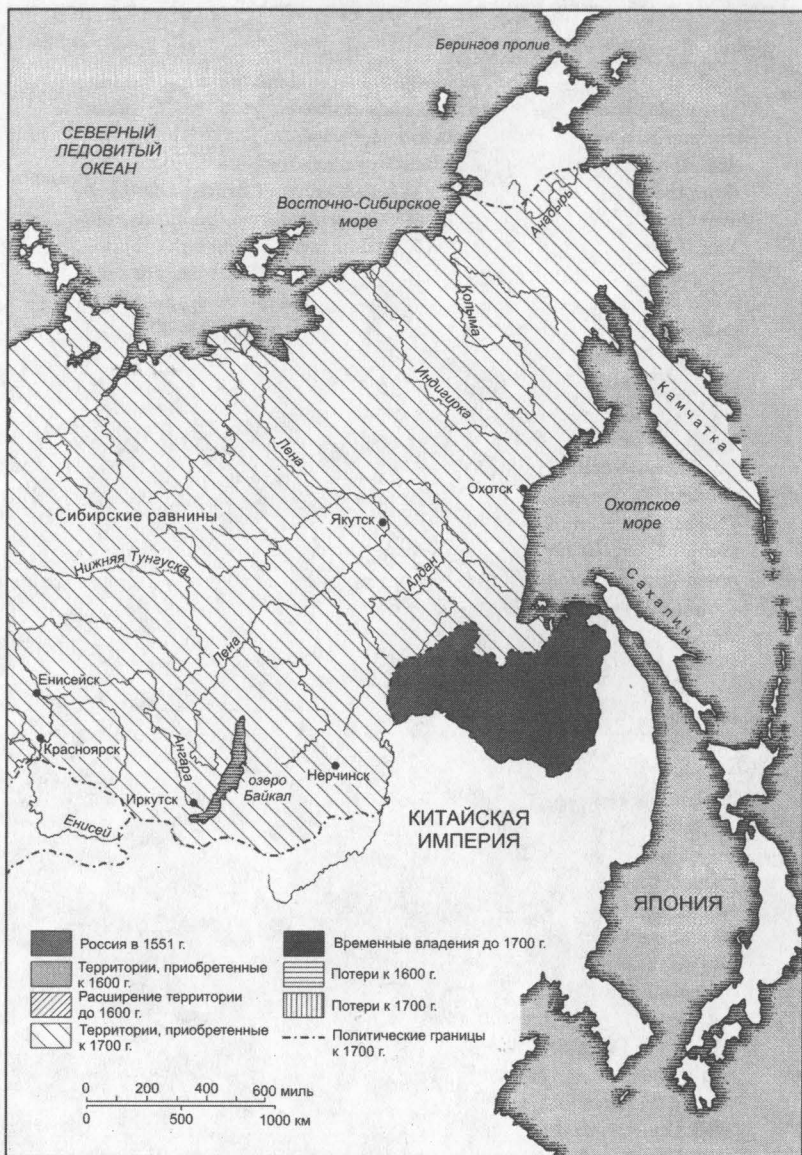 Берингов пролив
СЕВЕРНЫЙ
ЛЕДОВИТЫЙ
ОКЕАН
Восточно-Сибирское
море
Анадырь
Колыма
Индигирка
Камчатка
Лена
Охотск
Охотское
море
Сибирские равнины
Якутск
Нижняя Тунгуска
Алдан
Сахалин
Лена
Енисейск
Красноярск
Ангара
озеро
Байкал
Нерчинск
Иркутск
Енисей
КИТАЙСКАЯ
ИМПЕРИЯ
ЯПОНИЯ
Россия в 1551 г.
Территории, приобретенные
к 1600 г.
Расширение территории
до 1600 г.
Территории, приобретенные
к 1700 г.
Временные владения до 1700 г.
Потери к 1600 г.
Потери к 1700 г.
Политические границы
к 1700 г.
0 200 400 600 миль
0 500 1000 км